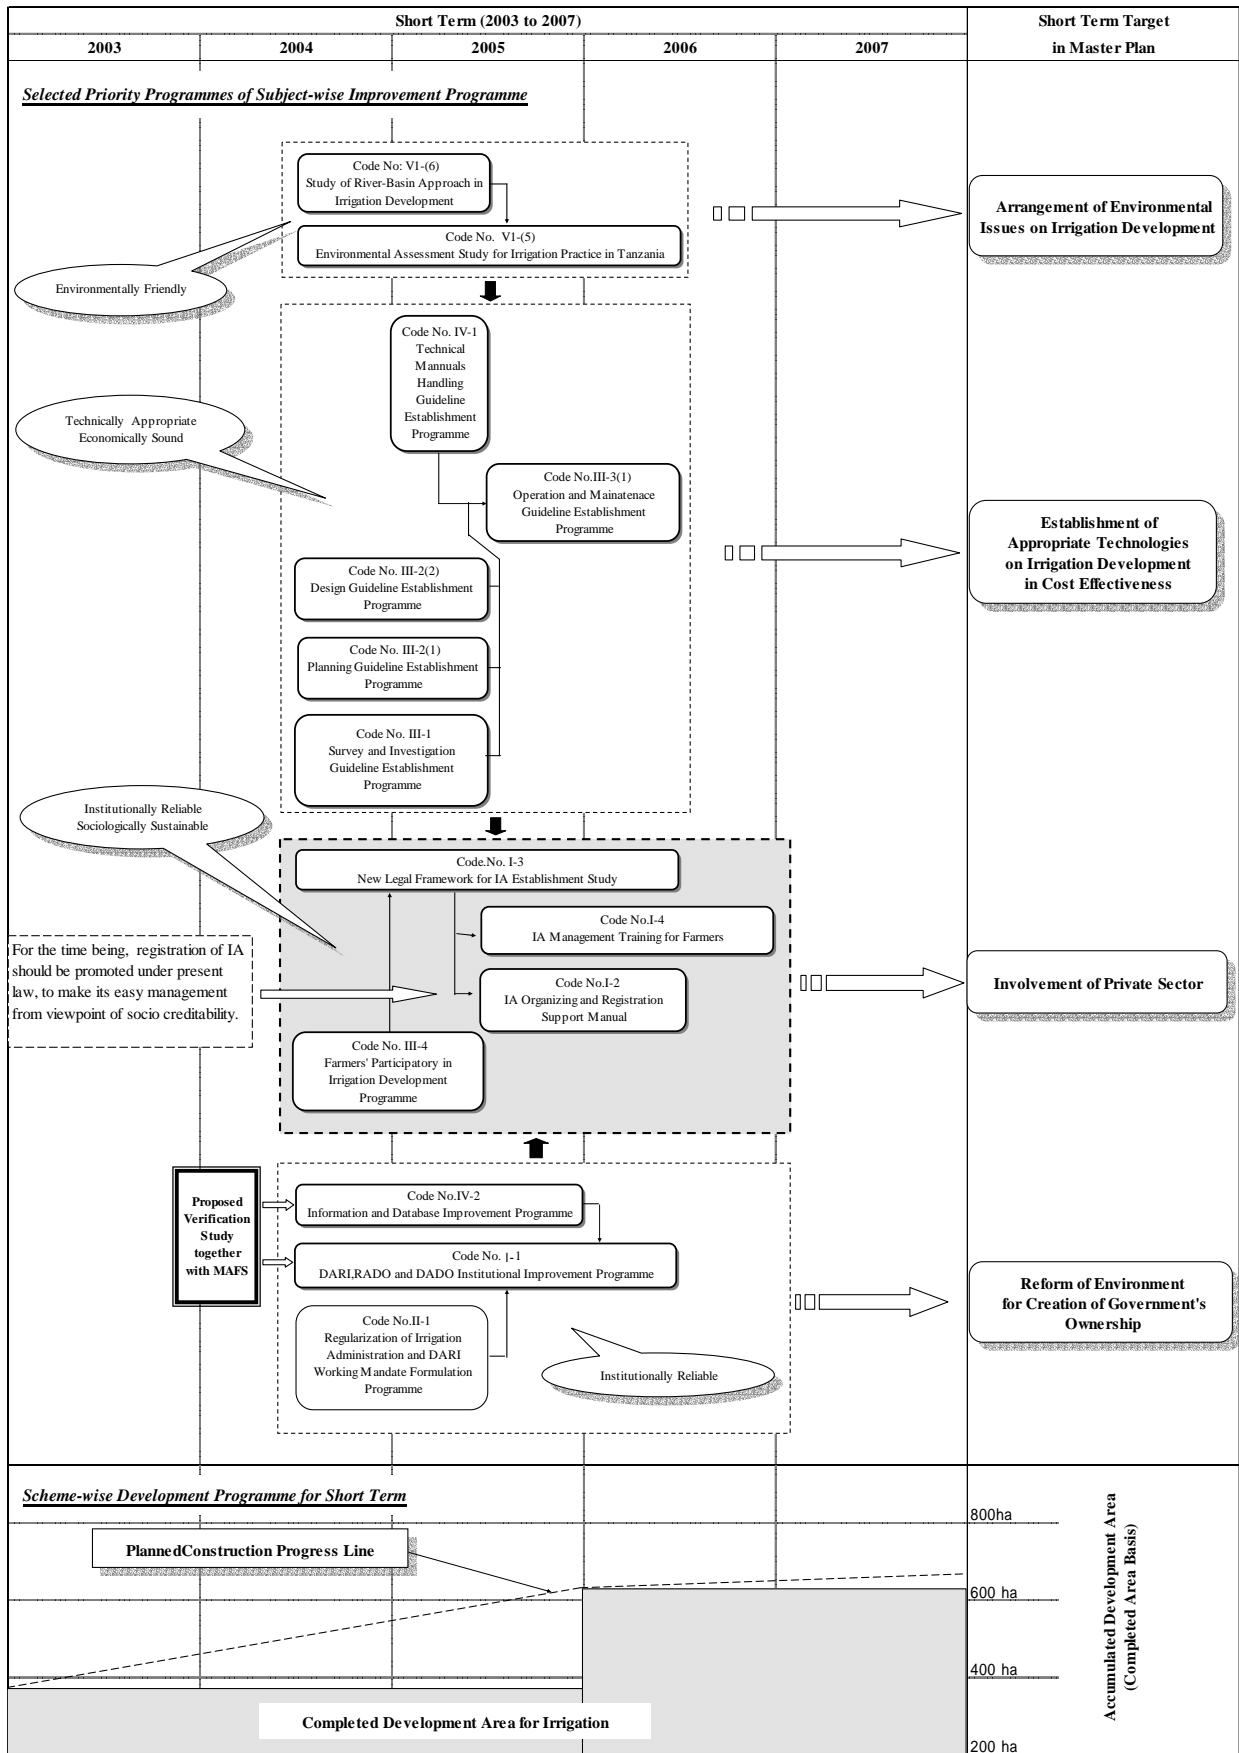 Short Term (2003 to 2007)
Short Term Target
in Master Plan
2003
2004
2005
2006
2007
Selected Priority Programmes of Subject-wise Improvement Programme
Code No: V1-(6)
Study of River-Basin Approach in
Irrigation Development
Code No. V1-(5)
Environmental Assessment Study for Irrigation Practice in Tanzania
Arrangement of Environmental
Issues on Irrigation Development
Environmentally Friendly
Code No. IV-1
Technical
Mannuals
Handling
Guideline
Establishment
Programme
Technically Appropriate
Economically Sound
Code No.III-3(1)
Operation and Mainatenace
Guideline Establishment
Programme
Establishment of
Appropriate Technologies
on Irrigation Development
in Cost Effectiveness
Code No. III-2(2)
Design Guideline Establishment
Programme
Code No. III-2(1)
Planning Guideline Establishment
Programme
Code No. III-1
Survey and Investigation
Guideline Establishment
Programme
Institutionally Reliable
Sociologically Sustainable
Code.No. I-3
New Legal Framework for IA Establishment Study
Code No.I-4
IA Management Training for Farmers
For the time being, registration of IA
should be promoted under present
law, to make its easy management
from viewpoint of socio creditability.
Code No.I-2
IA Organizing and Registration
Support Manual
Involvement of Private Sector
Code No. III-4
Farmers' Participatory in
Irrigation Development
Programme
Proposed
Verification
Study
together
with MAFS
Code No.IV-2
Information and Database Improvement Programme
Code No. I-1
DARI,RADO and DADO Institutional Improvement Programme
Reform of Environment
for Creation of Government's
Ownership
Code No.II-1
Regularization of Irrigation
Administration and DARI
Working Mandate Formulation
Programme
Institutionally Reliable
Scheme-wise Development Programme for Short Term
800ha
PlannedConstruction Progress Line
600 ha
400 ha
Completed Development Area for Irrigation
200 ha
Accumulated Development Area
(Completed Area Basis)